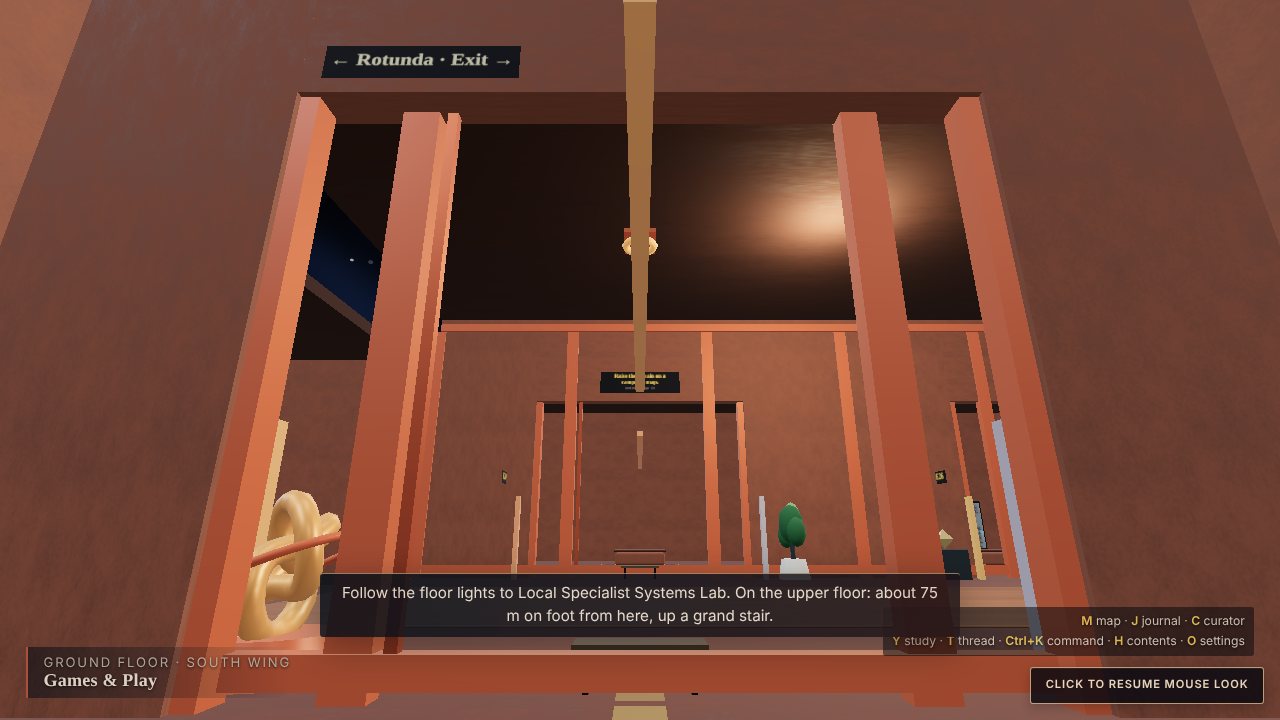 ← Rotunda · Exit →
Follow the floor lights to Local Specialist Systems Lab. On the upper floor: about 75
m on foot from here, up a grand stair.
M map · J journal · C curator
Y study · T thread · Ctrl+K command · H contents · O settings
GROUND FLOOR · SOUTH WING
Games & Play
CLICK TO RESUME MOUSE LOOK